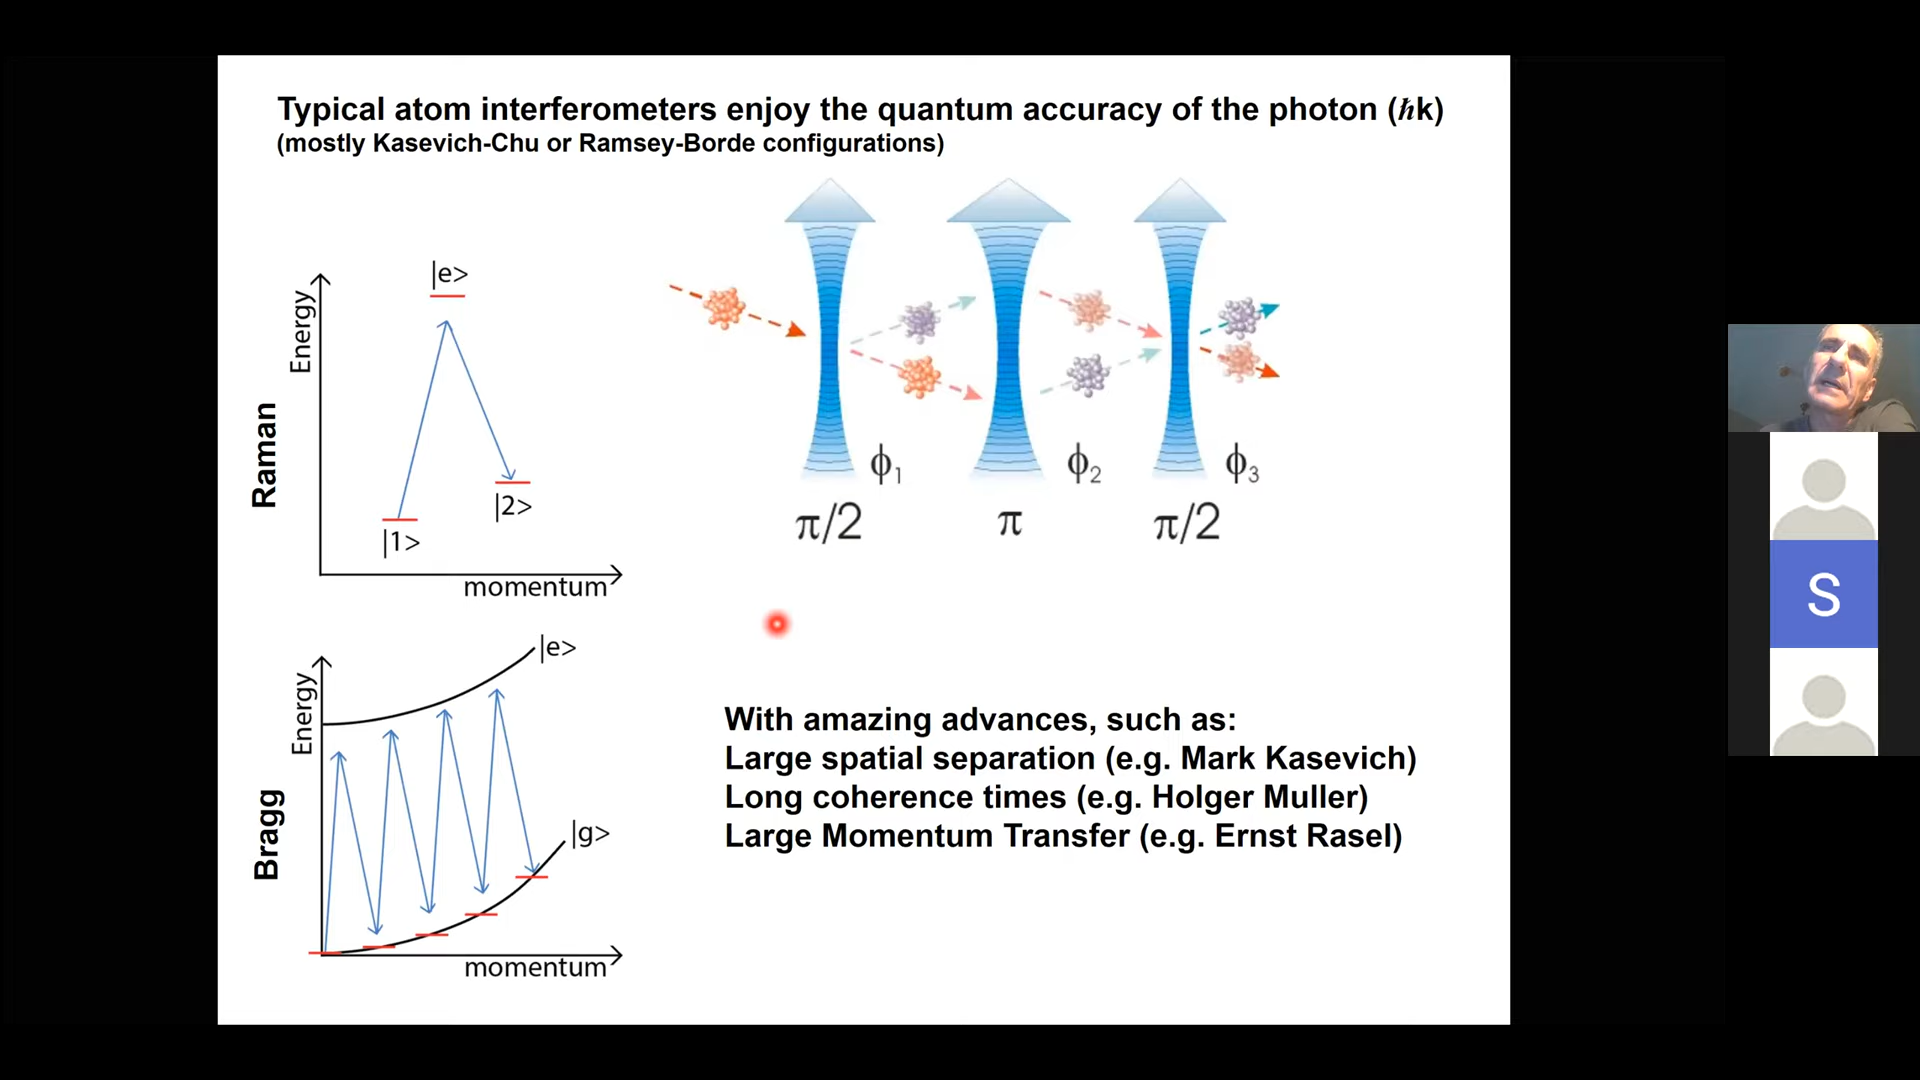 Typical atom interferometers enjoy the quantum accuracy of the photon (ℏk)
(mostly Kasevich-Chu or Ramsey-Borde configurations)
Raman
Energy
|e>
|1>
|2>
momentum
ϕ1
ϕ2
ϕ3
π/2
π
π/2
Bragg
Energy
|e>
|g>
momentum
With amazing advances, such as:
Large spatial separation (e.g. Mark Kasevich)
Long coherence times (e.g. Holger Muller)
Large Momentum Transfer (e.g. Ernst Rasel)
S